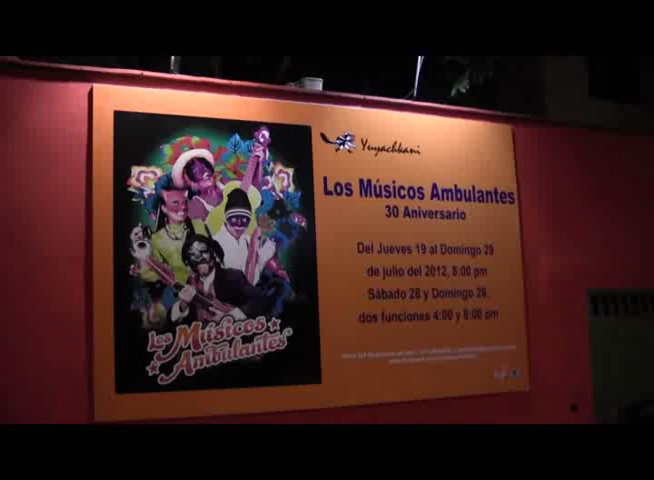 Yuyachkani
Los Músicos Ambulantes
30 Aniversario
Del Jueves 19 al Domingo 29
de julio del 2012, 8:00 pm
Sábado 28 y Domingo 29,
dos funciones 4:00 y 8:00 pm
Los Músicos
Ambulantes